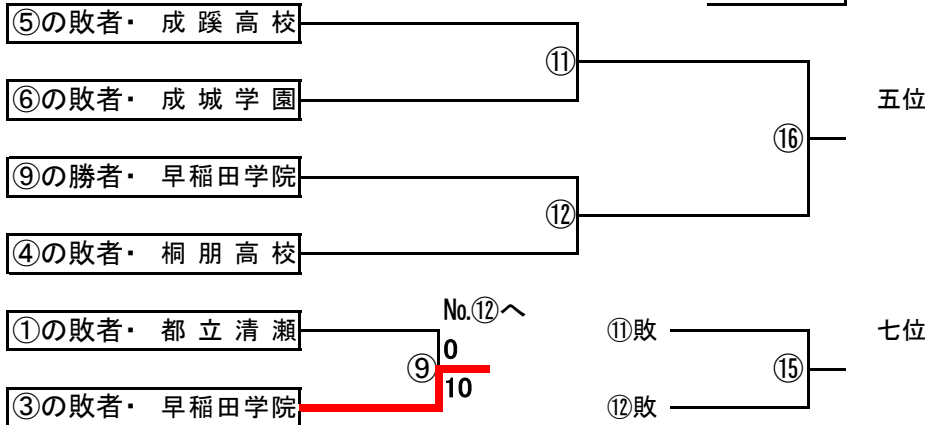 ⑤の敗者・ 成蹊高校
⑪
⑥の敗者・ 成城学園
五位
⑯
⑨の勝者・ 早稲田学院
⑫
④の敗者・ 桐朋高校
No.⑫へ
①の敗者・ 都立清瀬
⑪敗
七位
0
⑨
⑮
10
③の敗者・ 早稲田学院
⑫敗